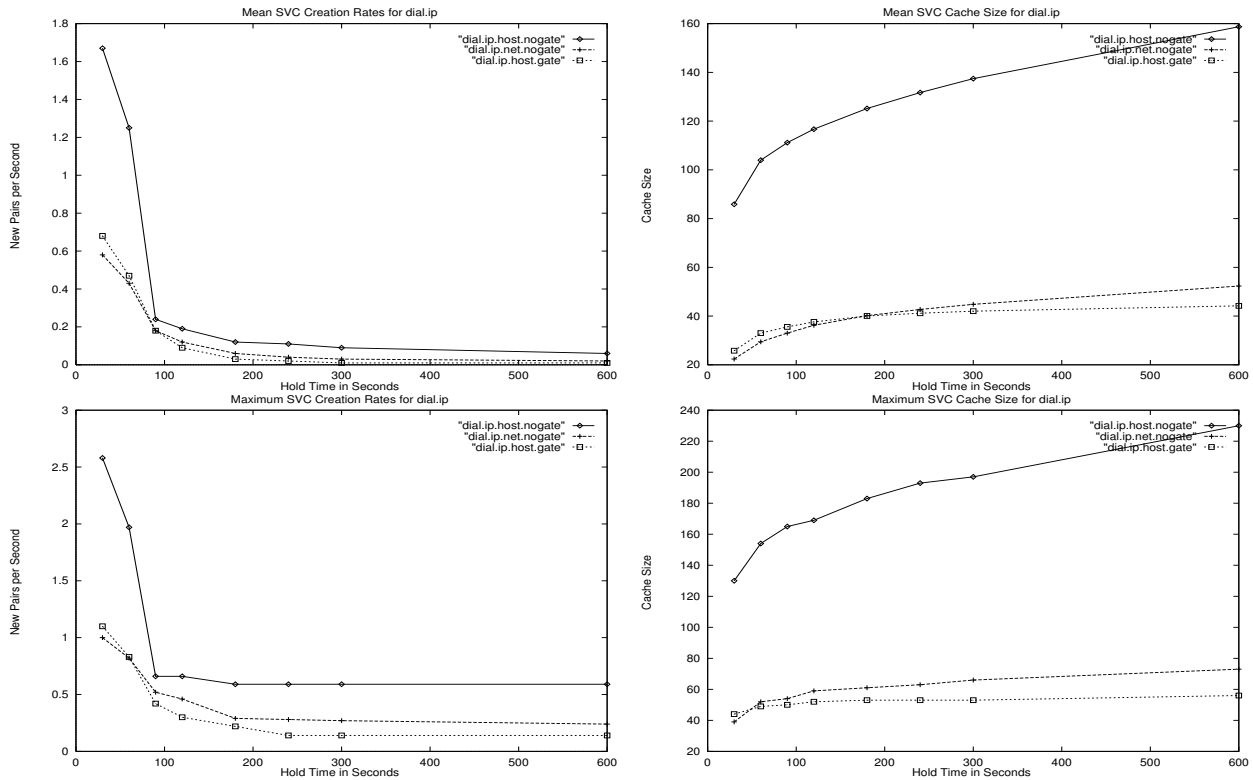 Mean SVC Creation Rates for dial.ip
1.8
1.6
1.4
1.2
1
0.8
0.6
0.4
0.2
0
New Pairs per Second
"dial.ip.host.nogate"
"dial.ip.net.nogate"
"dial.ip.host.gate"
0 100 200 300 400 500 600
Hold Time in Seconds
Mean SVC Cache Size for dial.ip
160
140
120
100
80
60
40
20
Cache Size
"dial.ip.host.nogate"
"dial.ip.net.nogate"
"dial.ip.host.gate"
0 100 200 300 400 500 600
Hold Time in Seconds
Maximum SVC Creation Rates for dial.ip
3
2.5
2
1.5
1
0.5
0
New Pairs per Second
"dial.ip.host.nogate"
"dial.ip.net.nogate"
"dial.ip.host.gate"
0 100 200 300 400 500 600
Hold Time in Seconds
Maximum SVC Cache Size for dial.ip
240
220
200
180
160
140
120
100
80
60
40
20
Cache Size
"dial.ip.host.nogate"
"dial.ip.net.nogate"
"dial.ip.host.gate"
0 100 200 300 400 500 600
Hold Time in Seconds